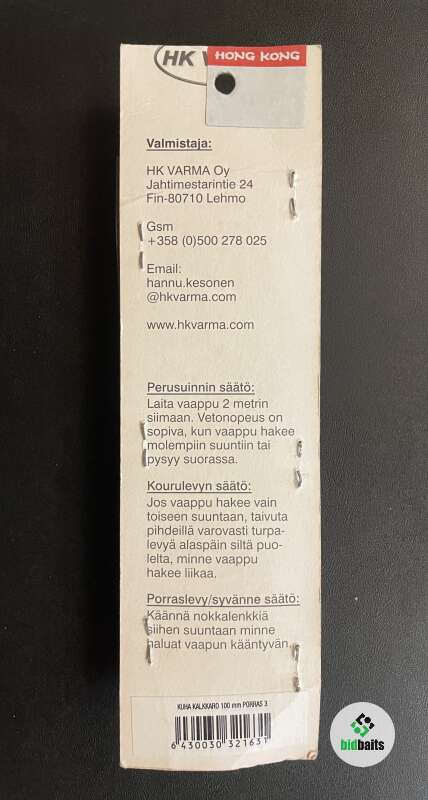 HK V
HONG KONG
Valmistaja:
HK VARMA Oy
Jahtimestarintie 24
Fin-80710 Lehmo
Gsm
+358 (0)500 278 025
Email:
hannu.kesonen
@hkvarma.com
www.hkvarma.com
Perusuinnin säätö:
Laita vaappu 2 metrin
siimaan. Vetonopeus on
sopiva, kun vaappu hakee
molempiin suuntiin tai
pysyy suorassa.
Kourulevyn säätö:
Jos vaappu hakee vain
toiseen suuntaan, taivuta
pihdeillä varovasti turpa-
levyä alaspäin siltä puo-
lelta, minne vaappu
hakee liikaa.
Porraslevy/syvänne säätö:
Käännä nokkalenkkiä
siihen suuntaan minne
haluat vaapun kääntyvän.
KUHA KALKKARO 100 mm PORRAS 3
6 430030 321631
bidbaits